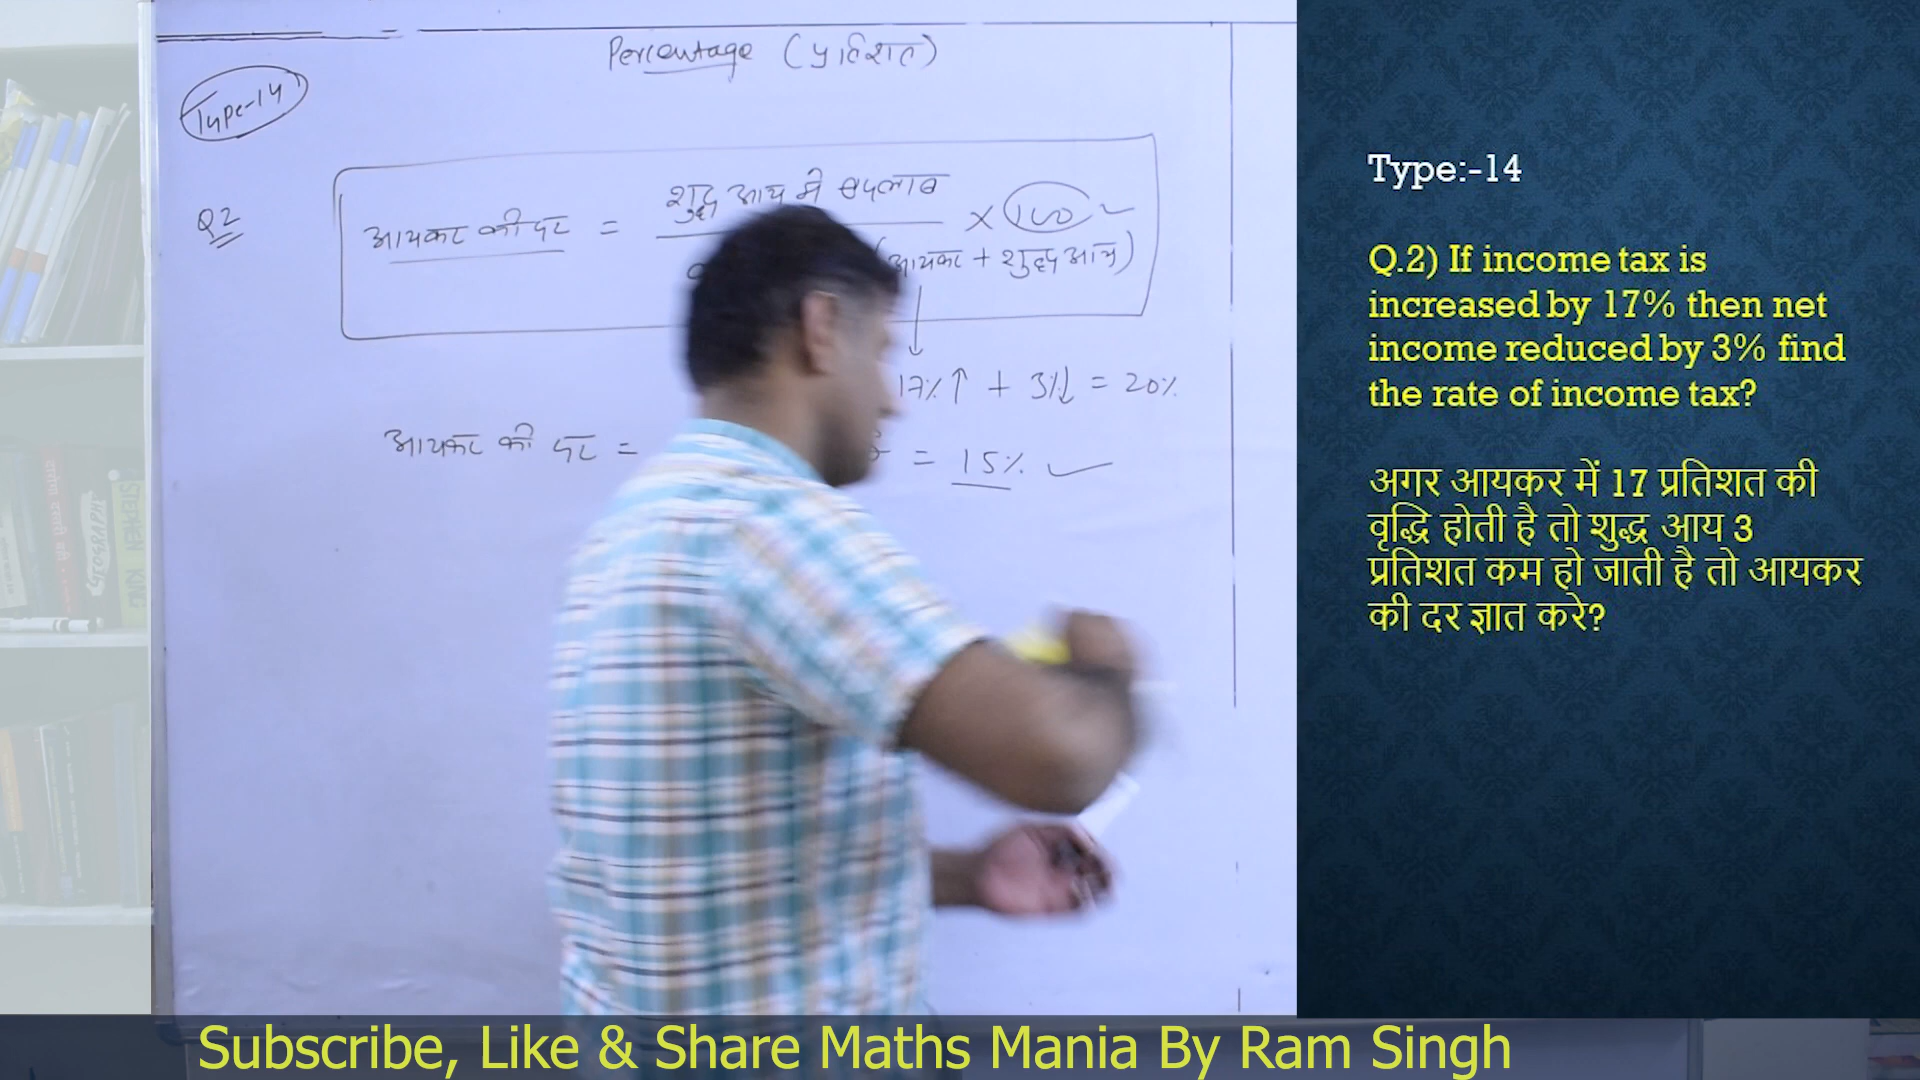 Percentage (प्रतिशत)
Type-14
Q2
आयकर की दर = शुद्ध आय में बदलाव × 100
(आयकर + शुद्ध आय)
17%↑ + 3%↓ = 20%
आयकर की दर =
= 15%
Type:-14
Q.2) If income tax is
increased by 17% then net
income reduced by 3% find
the rate of income tax?
अगर आयकर में 17 प्रतिशत की
वृद्धि होती है तो शुद्ध आय 3
प्रतिशत कम हो जाती है तो आयकर
की दर ज्ञात करे?
GEOGRAPHY
STEPHEN
KING
Subscribe, Like & Share Maths Mania By Ram Singh